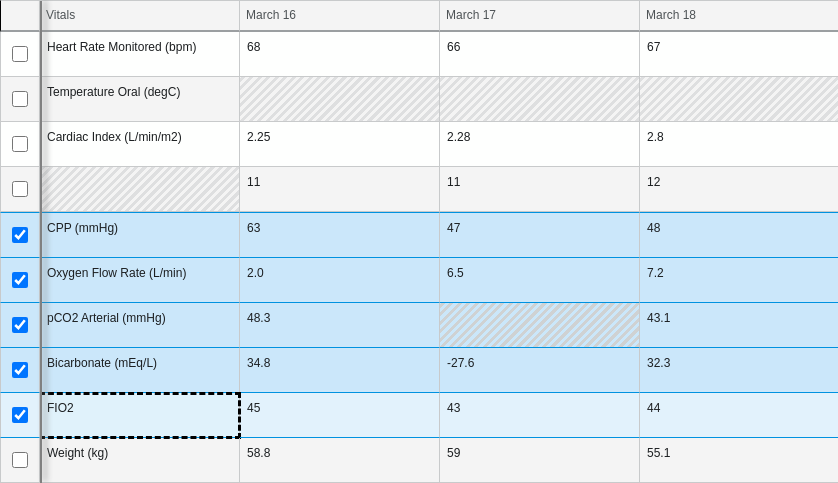 Vitals March 16 March 17 March 18
Heart Rate Monitored (bpm) 68 66 67
Temperature Oral (degC)
Cardiac Index (L/min/m2) 2.25 2.28 2.8
11 11 12
CPP (mmHg) 63 47 48
Oxygen Flow Rate (L/min) 2.0 6.5 7.2
pCO2 Arterial (mmHg) 48.3 43.1
Bicarbonate (mEq/L) 34.8 -27.6 32.3
FIO2 45 43 44
Weight (kg) 58.8 59 55.1